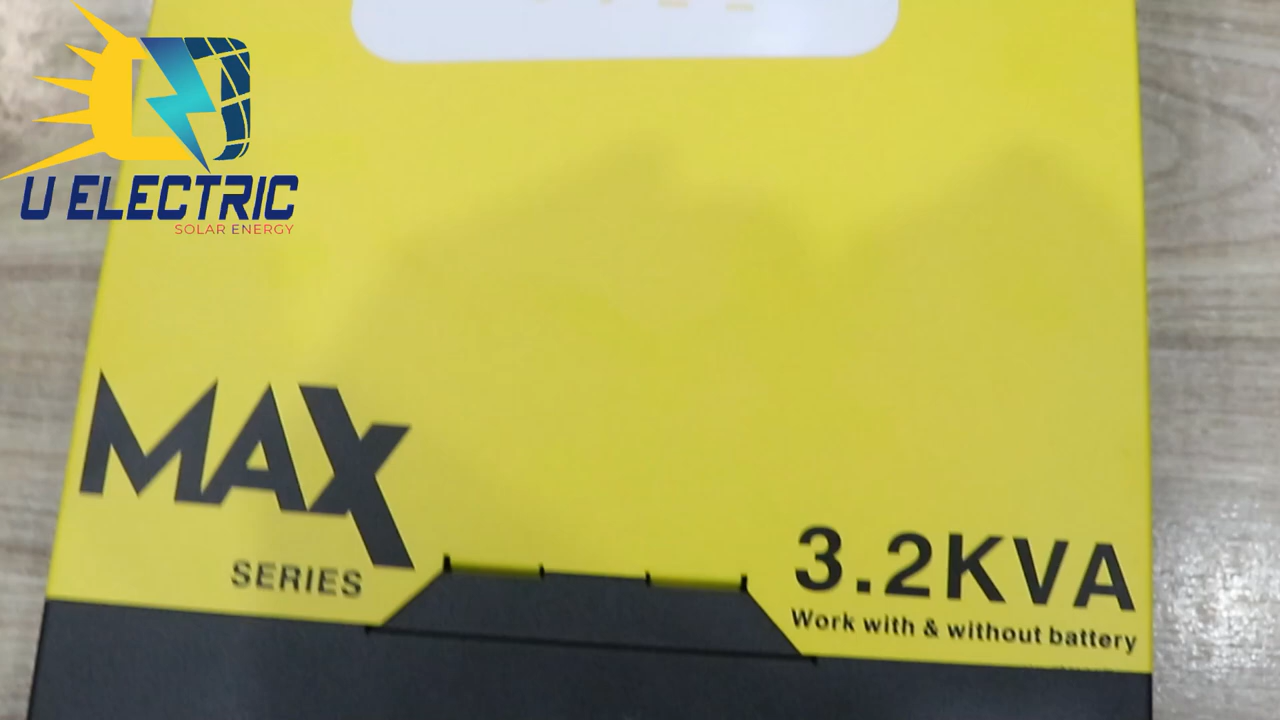 U ELECTRIC
SOLAR ENERGY
MAX
SERIES
3.2KVA
Work with & without battery